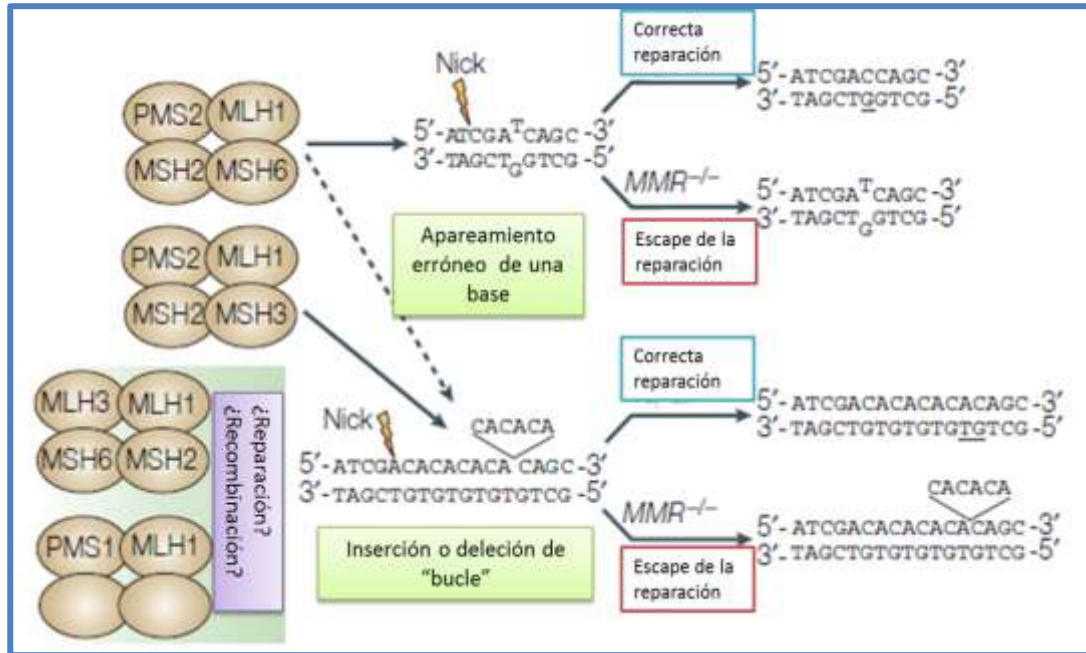 PMS2 MLH1
MSH2 MSH6
PMS2 MLH1
MSH2 MSH3
MLH3 MLH1
MSH6 MSH2
PMS1 MLH1
¿Reparación?
¿Recombinación?
Nick
5′- ATCGATCAGC -3′
3′- TAGCTGGTCG -5′
Apareamiento
erróneo de una
base
Correcta
reparación
5′- ATCGACCAGC -3′
3′- TAGCTGGTCG -5′
MMR–/–
Escape de la
reparación
5′- ATCGATCAGC -3′
3′- TAGCTGGTCG -5′
Nick
CACACA
5′- ATCGACACACACA CAGC -3′
3′- TAGCTGTGTGTGTGTCG -5′
Inserción o deleción de
“bucle”
Correcta
reparación
5′- ATCGACACACACACAGC -3′
3′- TAGCTGTGTGTGTGTCG -5′
MMR–/–
Escape de la
reparación
CACACA
5′- ATCGACACACACACAGC -3′
3′- TAGCTGTGTGTGTGTCG -5′